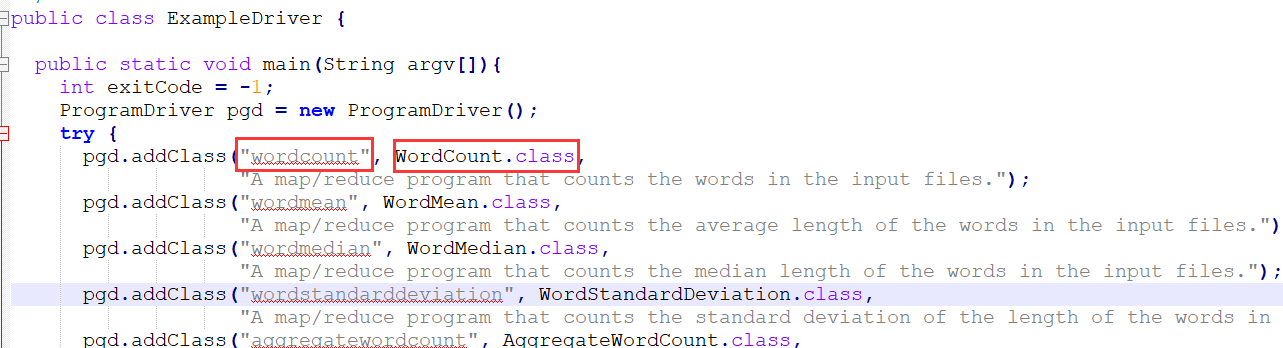 public class ExampleDriver {
public static void main(String argv[]){
int exitCode = -1;
ProgramDriver pgd = new ProgramDriver();
try {
pgd.addClass("wordcount", WordCount.class,
"A map/reduce program that counts the words in the input files.");
pgd.addClass("wordmean", WordMean.class,
"A map/reduce program that counts the average length of the words in the input files.")
pgd.addClass("wordmedian", WordMedian.class,
"A map/reduce program that counts the median length of the words in the input files.");
pgd.addClass("wordstandarddeviation", WordStandardDeviation.class,
"A map/reduce program that counts the standard deviation of the length of the words in
pgd.addClass("aggregatewordcount", AggregateWordCount.class,